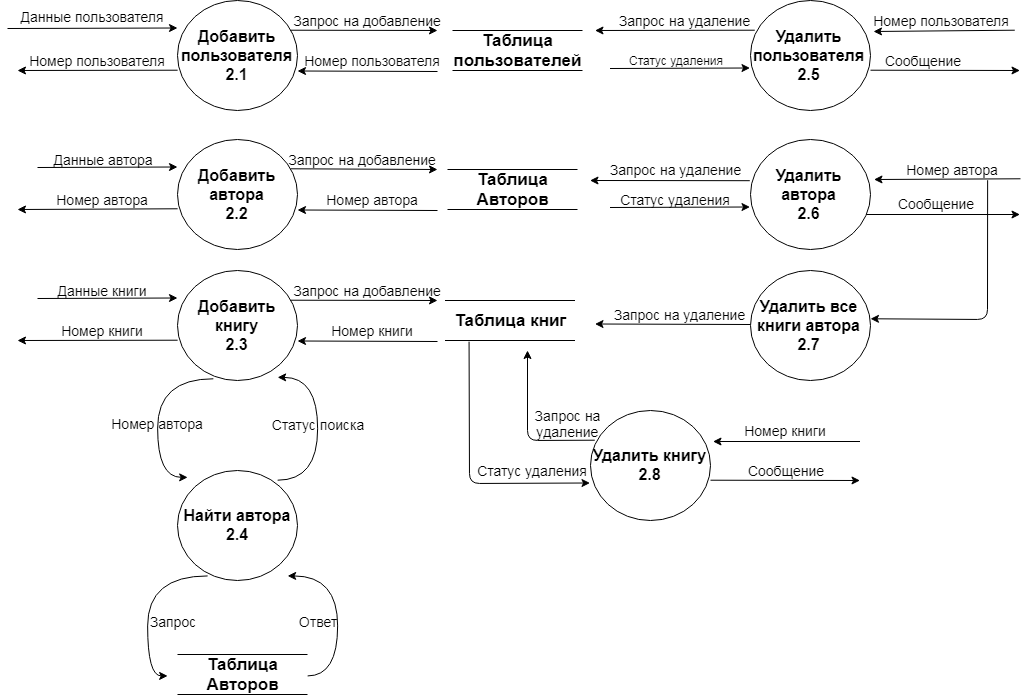 Данные пользователя
Номер пользователя
Добавить
пользователя
2.1
Запрос на добавление
Номер пользователя
Таблица
пользователей
Запрос на удаление
Статус удаления
Удалить
пользователя
2.5
Номер пользователя
Сообщение
Данные автора
Номер автора
Добавить
автора
2.2
Запрос на добавление
Номер автора
Таблица
Авторов
Запрос на удаление
Статус удаления
Удалить
автора
2.6
Номер автора
Сообщение
Данные книги
Номер книги
Добавить
книгу
2.3
Запрос на добавление
Номер книги
Таблица книг
Запрос на удаление
Удалить все
книги автора
2.7
Номер автора
Статус поиска
Запрос на
удаление
Статус удаления
Удалить книгу
2.8
Номер книги
Сообщение
Найти автора
2.4
Запрос
Ответ
Таблица
Авторов